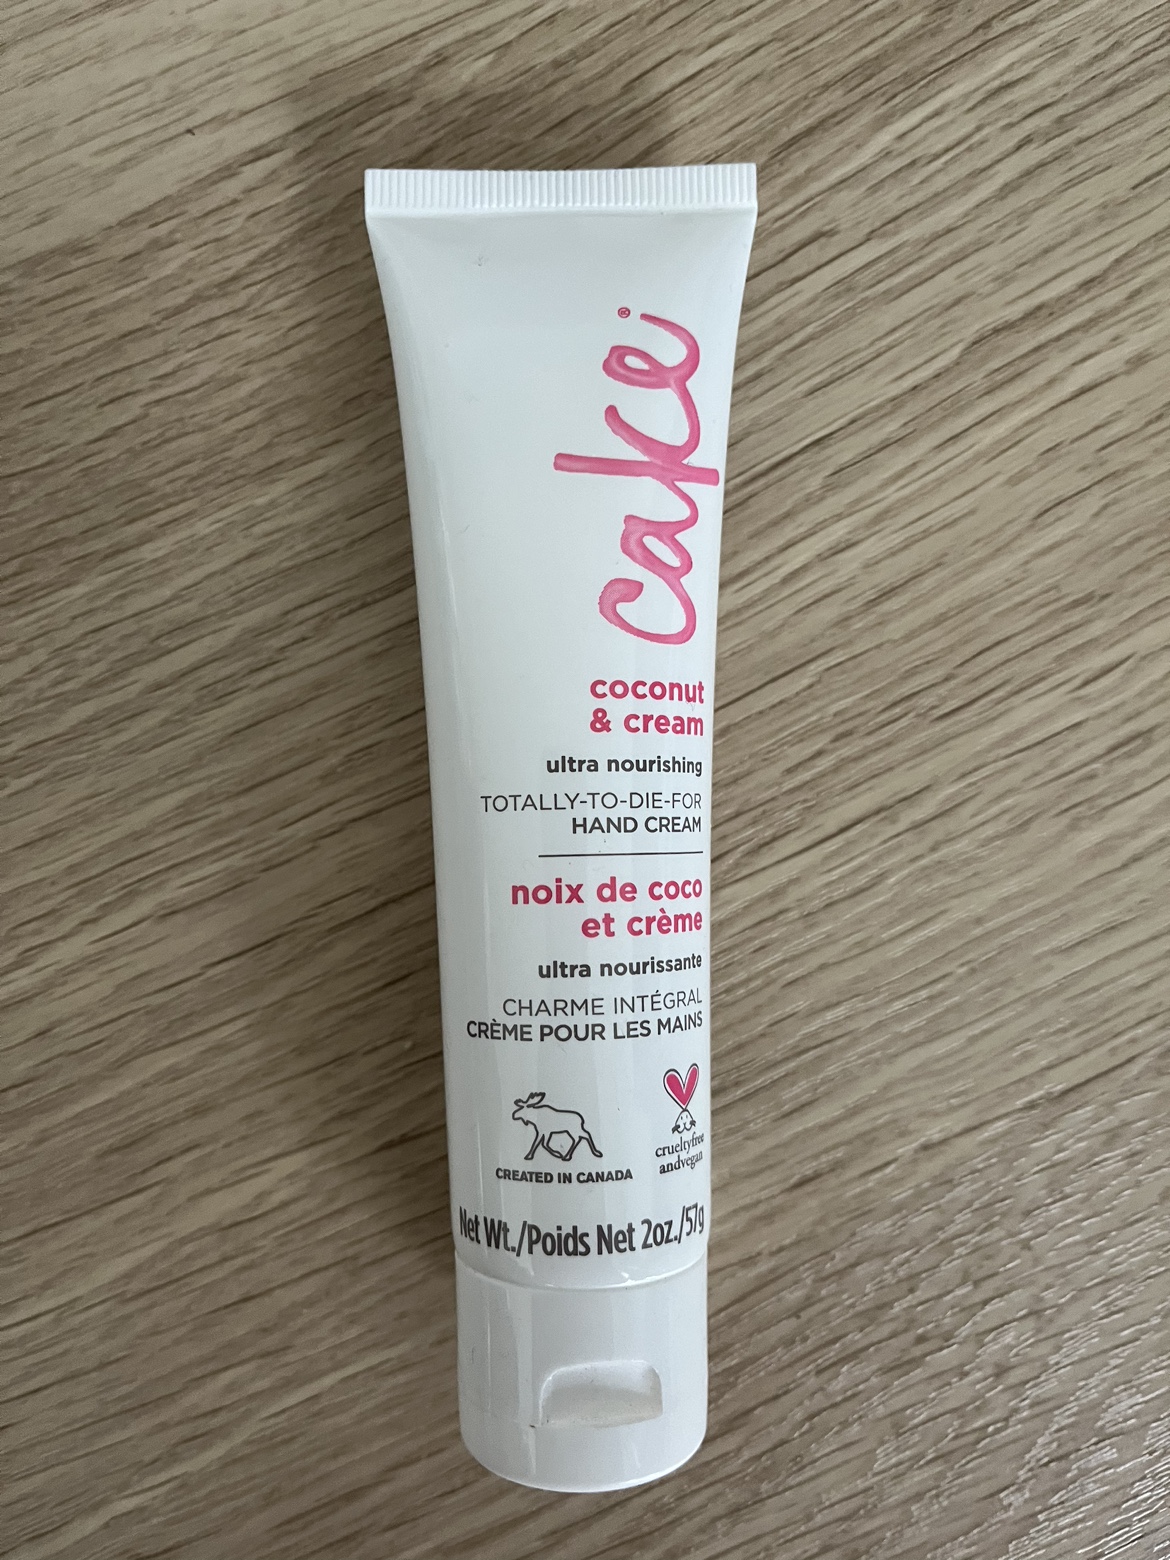 cake®
coconut
& cream
ultra nourishing
TOTALLY-TO-DIE-FOR
HAND CREAM
noix de coco
et crème
ultra nourissante
CHARME INTÉGRAL
CRÈME POUR LES MAINS
CREATED IN CANADA
crueltyfree
andvegan
Net Wt./Poids Net 2oz./57g